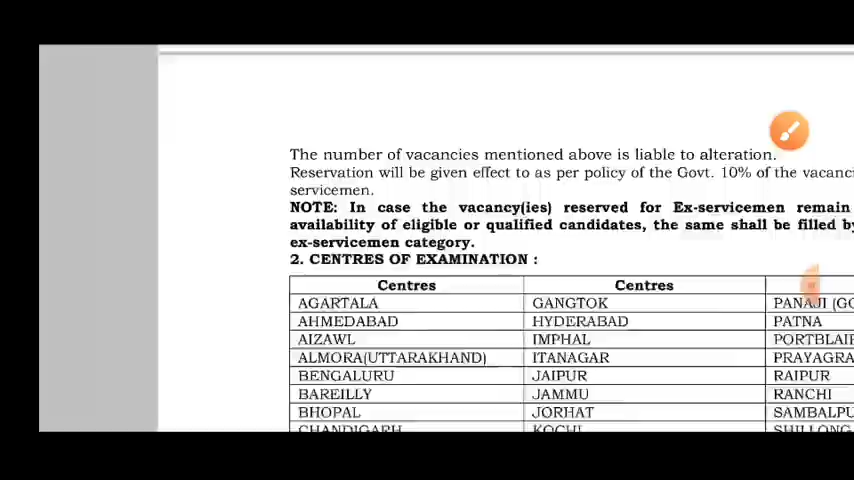 The number of vacancies mentioned above is liable to alteration.
Reservation will be given effect to as per policy of the Govt. 10% of the
servicemen.
NOTE: In case the vacancy(ies) reserved for Ex-servicemen remain
availability of eligible or qualified candidates, the same shall be filled by
ex-servicemen category.
2. CENTRES OF EXAMINATION :
Centres Centres
AGARTALA GANGTOK PANAJI
AHMEDABAD HYDERABAD PATNA
AIZAWL IMPHAL
ALMORA(UTTARAKHAND) ITANAGAR
BENGALURU JAIPUR RAIPUR
BAREILLY JAMMU RANCHI
BHOPAL JORHAT
CHANDIGARH KOCHI SHILLONG